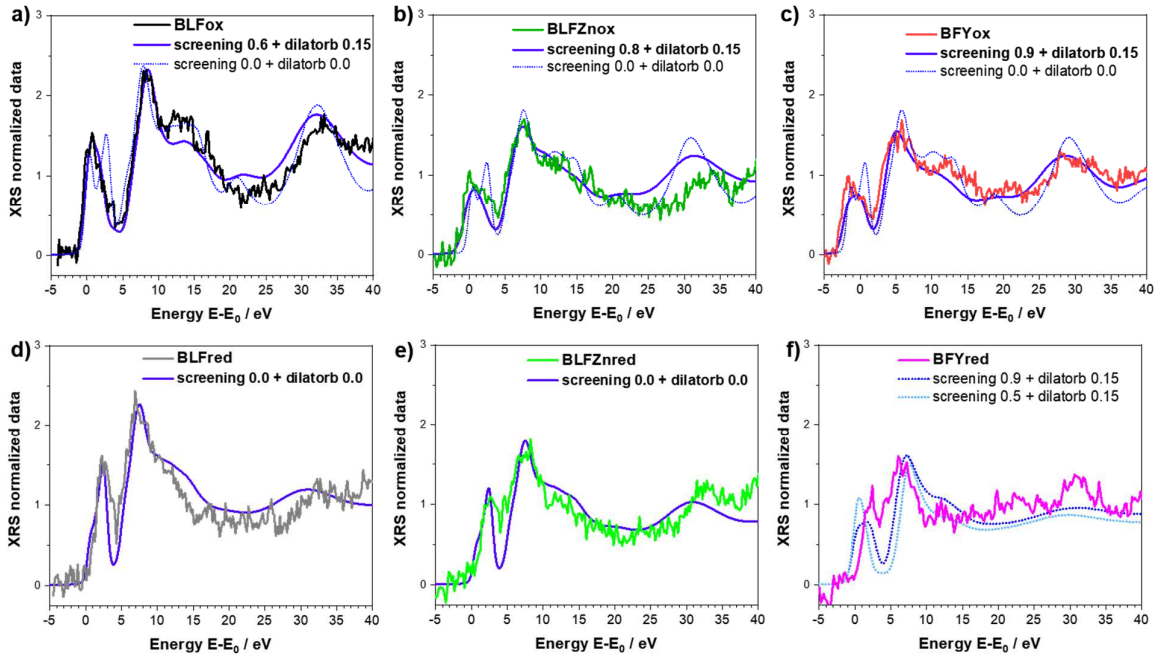 a)
BLFox
screening 0.6 + dilatorb 0.15
screening 0.0 + dilatorb 0.0
XRS normalized data
3
2
1
0
-5 0 5 10 15 20 25 30 35 40
Energy E-E0 / eV
b)
BLFZnox
screening 0.8 + dilatorb 0.15
screening 0.0 + dilatorb 0.0
XRS normalized data
3
2
1
0
-5 0 5 10 15 20 25 30 35 40
Energy E-E0 / eV
c)
BFYox
screening 0.9 + dilatorb 0.15
screening 0.0 + dilatorb 0.0
XRS normalized data
3
2
1
0
-5 0 5 10 15 20 25 30 35 40
Energy E-E0 / eV
d)
BLFred
screening 0.0 + dilatorb 0.0
XRS normalized data
3
2
1
0
-5 0 5 10 15 20 25 30 35 40
Energy E-E0 / eV
e)
BLFZnred
screening 0.0 + dilatorb 0.0
XRS normalized data
3
2
1
0
-5 0 5 10 15 20 25 30 35 40
Energy E-E0 / eV
f)
BFYred
screening 0.9 + dilatorb 0.15
screening 0.5 + dilatorb 0.15
XRS normalized data
3
2
1
0
-5 0 5 10 15 20 25 30 35 40
Energy E-E0 / eV